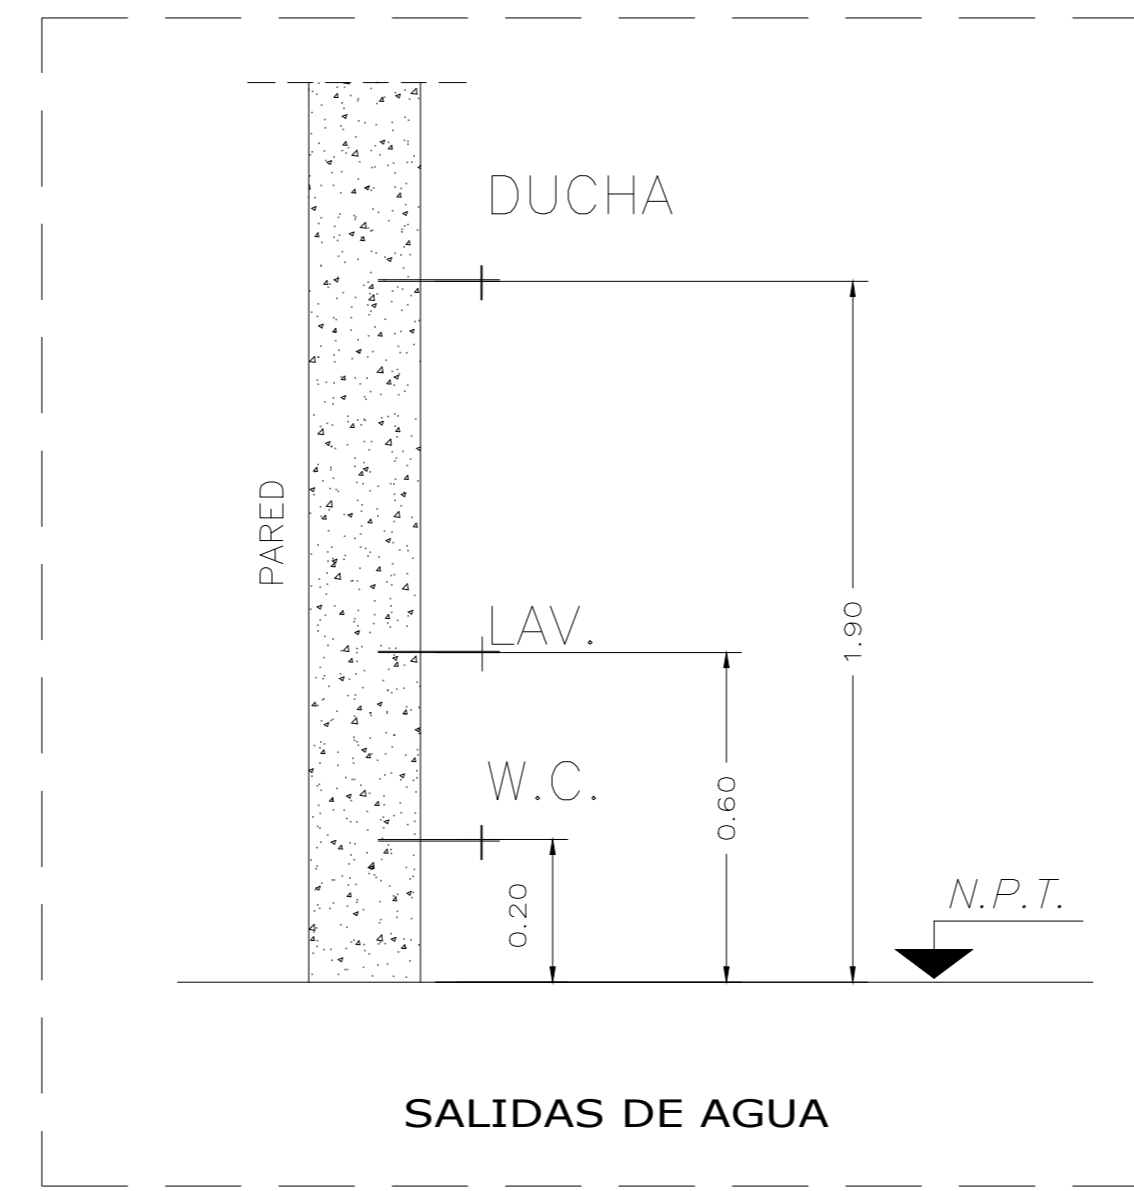 DUCHA
PARED
LAV.
1.90
W.C.
0.60
0.20
N.P.T.
SALIDAS DE AGUA